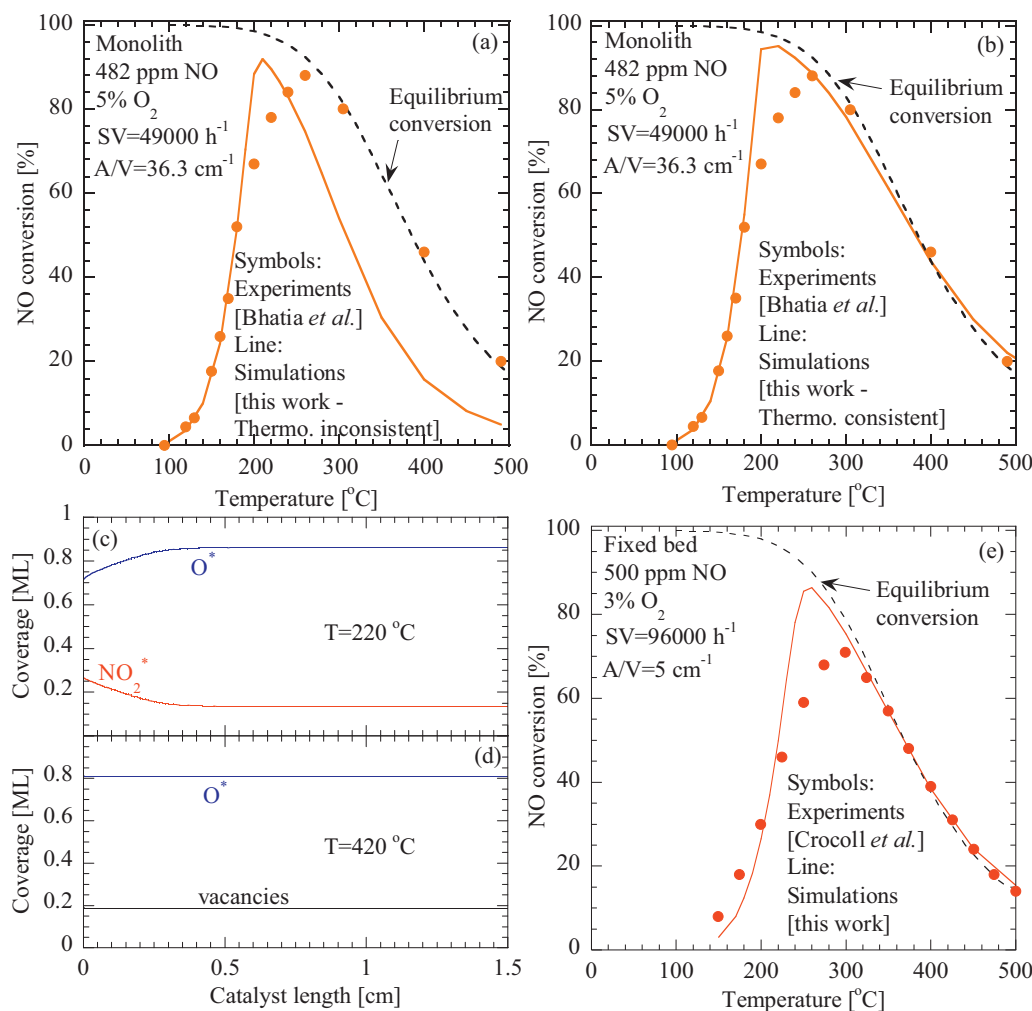 (a)
Monolith
482 ppm NO
5% O₂
SV=49000 h⁻¹
A/V=36.3 cm⁻¹
Equilibrium
conversion
Symbols:
Experiments
[Bhatia et al.]
Line:
Simulations
[this work -
Thermo. inconsistent]
NO conversion [%]
100
80
60
40
20
0
0 100 200 300 400 500
Temperature [°C]
(b)
Monolith
482 ppm NO
5% O₂
SV=49000 h⁻¹
A/V=36.3 cm⁻¹
Equilibrium
conversion
Symbols:
Experiments
[Bhatia et al.]
Line:
Simulations
[this work -
Thermo. consistent]
NO conversion [%]
100
80
60
40
20
0
0 100 200 300 400 500
Temperature [°C]
(c)
O*
T=220 °C
NO₂*
Coverage [ML]
1
0.8
0.6
0.4
0.2
(d)
O*
T=420 °C
vacancies
Coverage [ML]
0.8
0.6
0.4
0.2
0
0 0.5 1 1.5
Catalyst length [cm]
(e)
Fixed bed
500 ppm NO
3% O₂
SV=96000 h⁻¹
A/V=5 cm⁻¹
Equilibrium
conversion
Symbols:
Experiments
[Crocoll et al.]
Line:
Simulations
[this work]
NO conversion [%]
100
80
60
40
20
0
0 100 200 300 400 500
Temperature [°C]